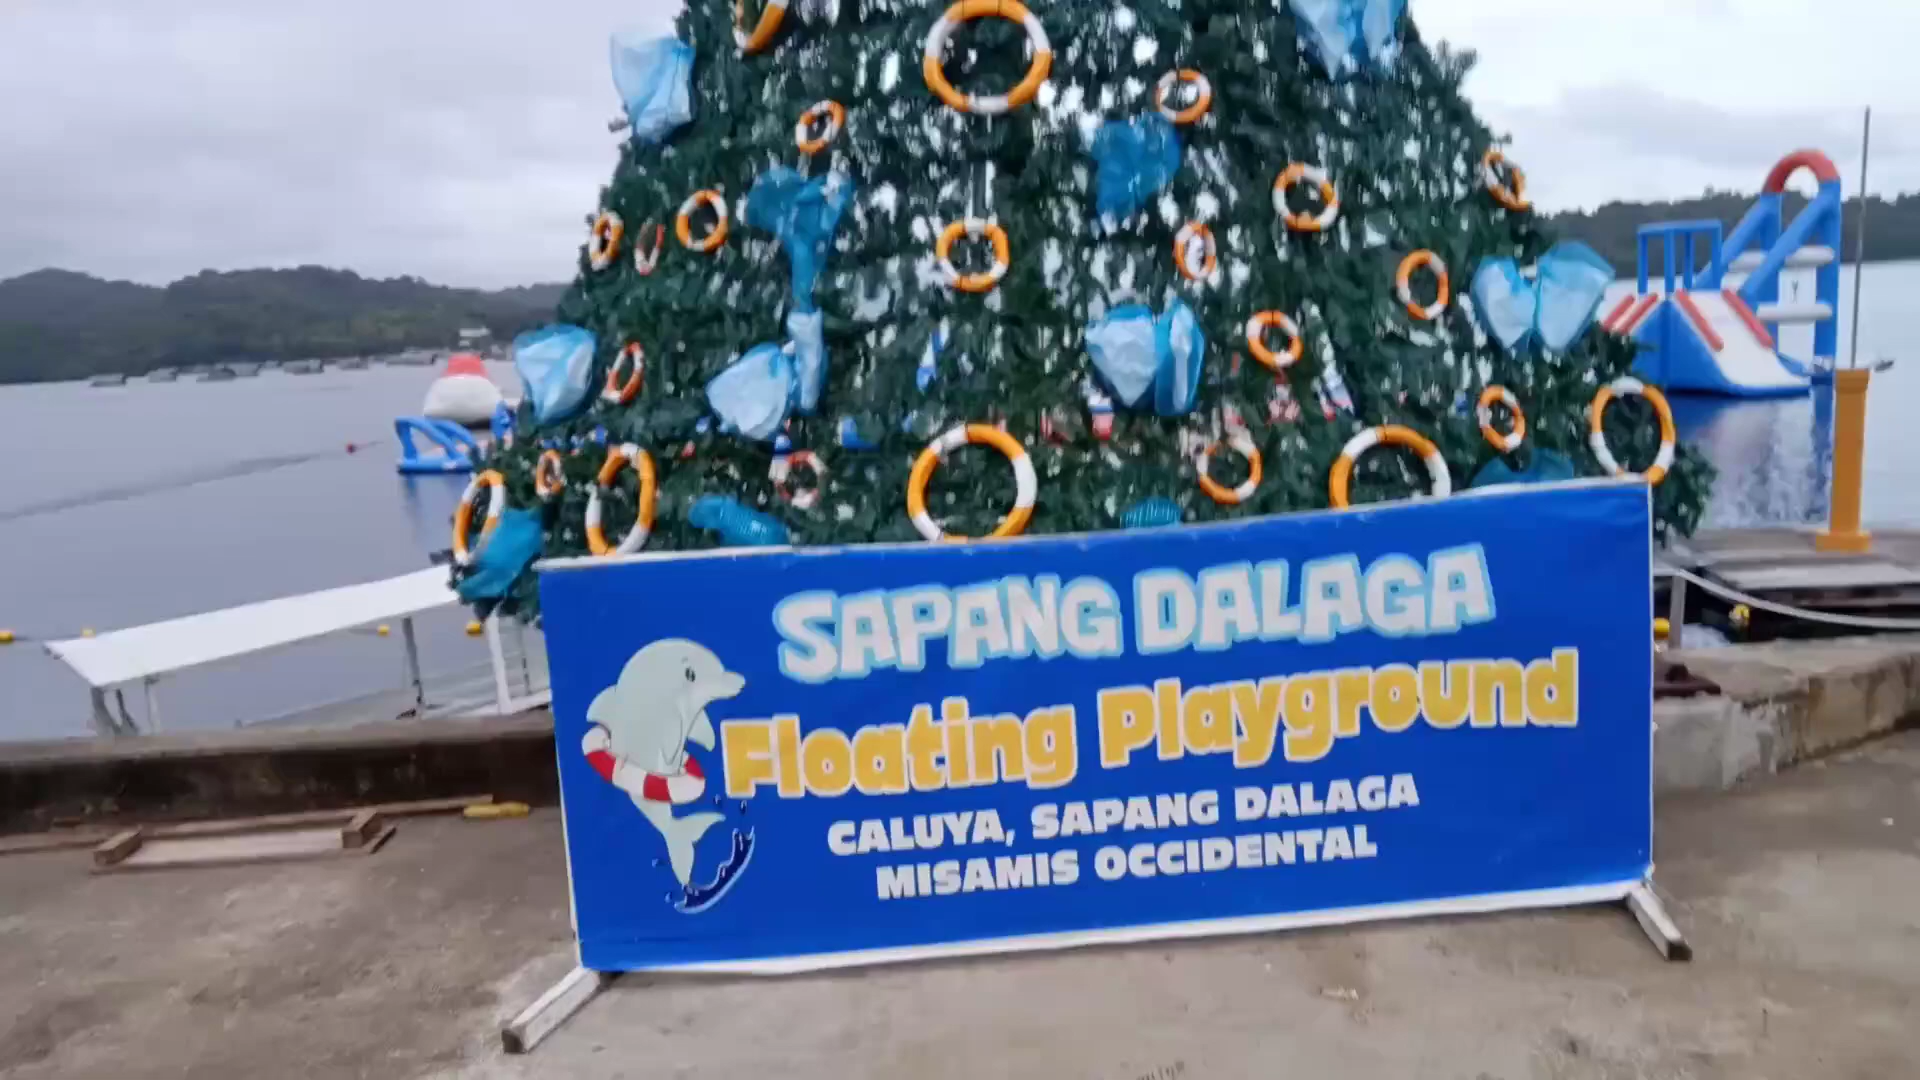 SAPANG DALAGA
Floating Playground
CALUYA, SAPANG DALAGA
MISAMIS OCCIDENTAL